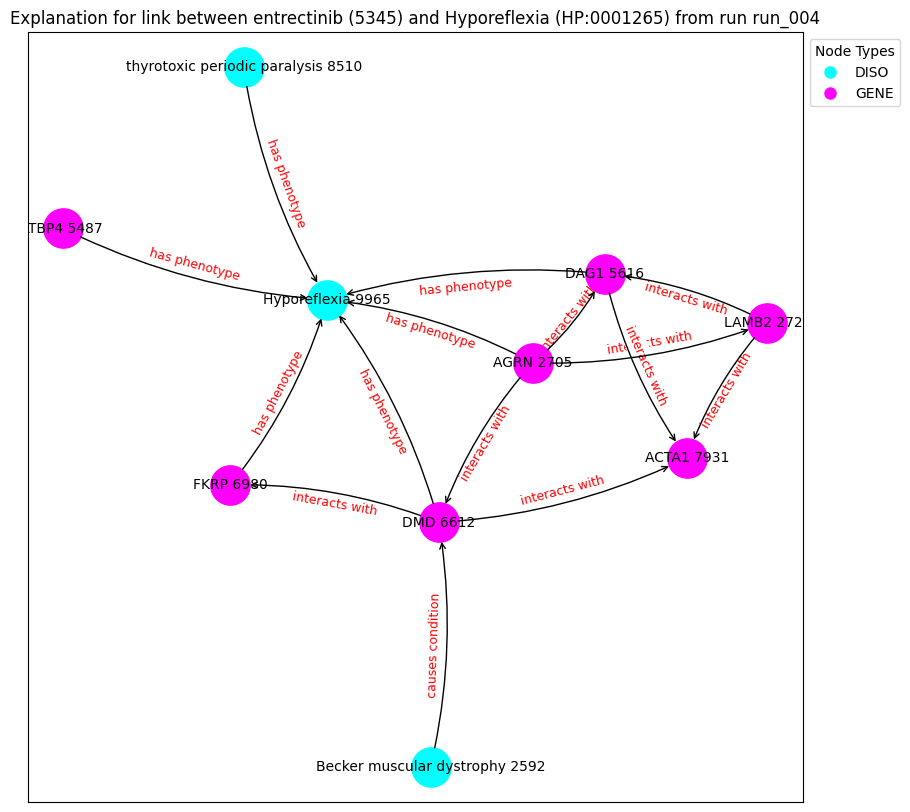 Explanation for link between entrectinib (5345) and Hyporeflexia (HP:0001265) from run run_004
Node Types
DISO
GENE
thyrotoxic periodic paralysis 8510
has phenotype
TBP4 5487
has phenotype
DAG1 5616
Hyporeflexia 9965
has phenotype
interacts with
LAMB2 272
has phenotype
interacts with
interacts with
AGRN 2705
interacts with
has phenotype
has phenotype
interacts with
interacts with
ACTA1 7931
FKRP 6980
interacts with
interacts with
DMD 6612
causes condition
Becker muscular dystrophy 2592